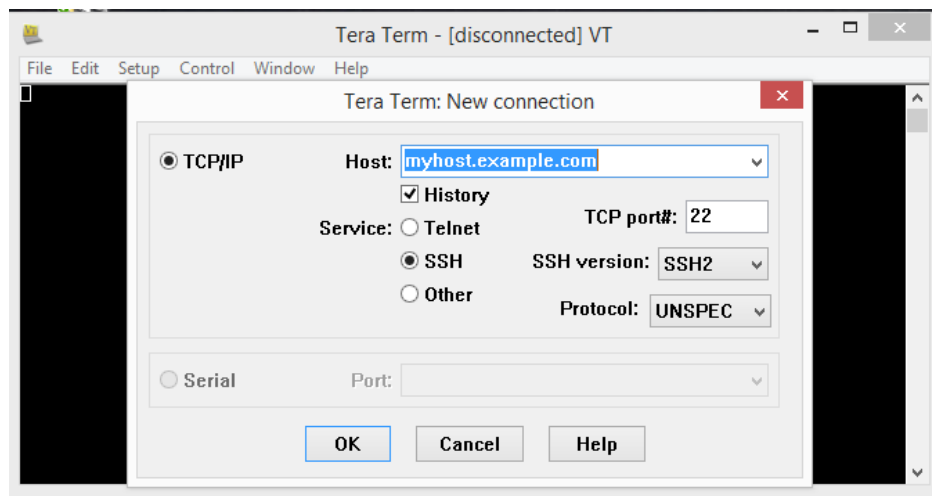 Tera Term - [disconnected] VT
File Edit Setup Control Window Help
Tera Term: New connection
TCP/IP Host: myhost.example.com
History
Service: Telnet TCP port#: 22
SSH SSH version: SSH2
Other Protocol: UNSPEC
Serial Port:
OK Cancel Help